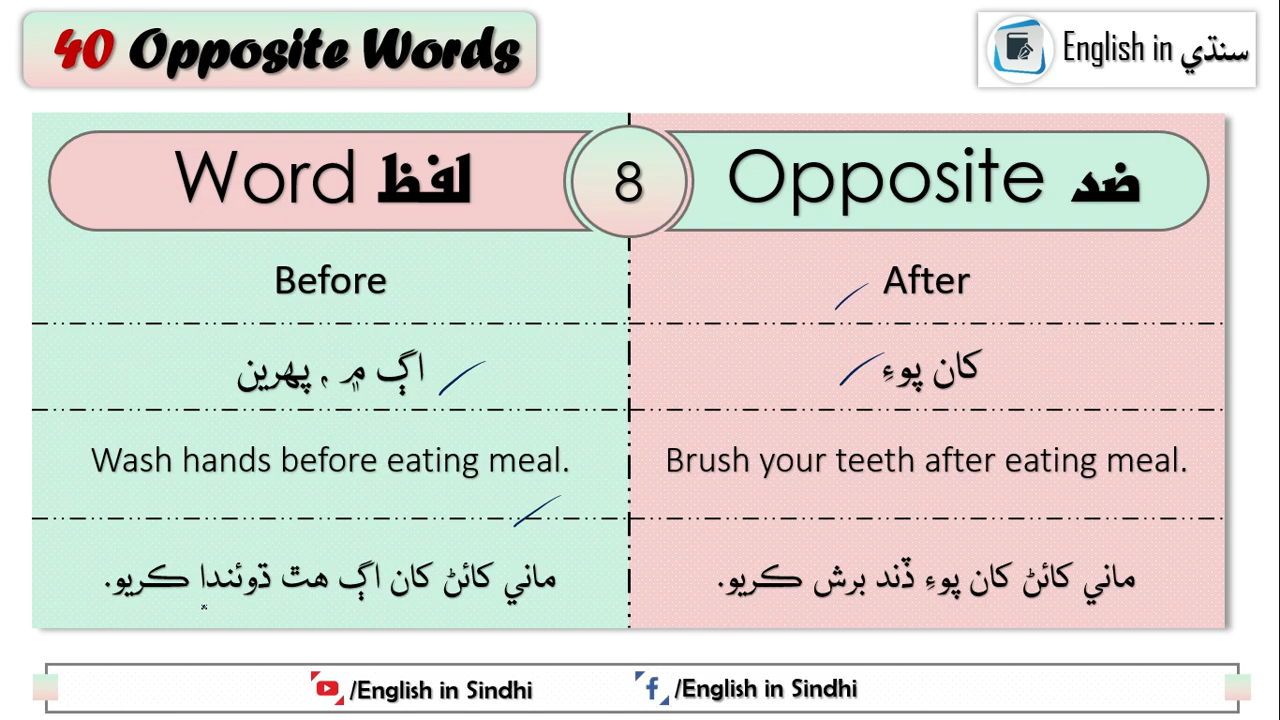 40 Opposite Words
English in سنڌي
Word لفظ
8
Opposite ضد
Before
After
اڳ ۾ ، پهرين
کان پوءِ
Wash hands before eating meal.
Brush your teeth after eating meal.
ماني کائڻ کان اڳ هٿ ڌوئندا ڪريو.
ماني کائڻ کان پوءِ ڏند برش ڪريو.
/English in Sindhi
/English in Sindhi